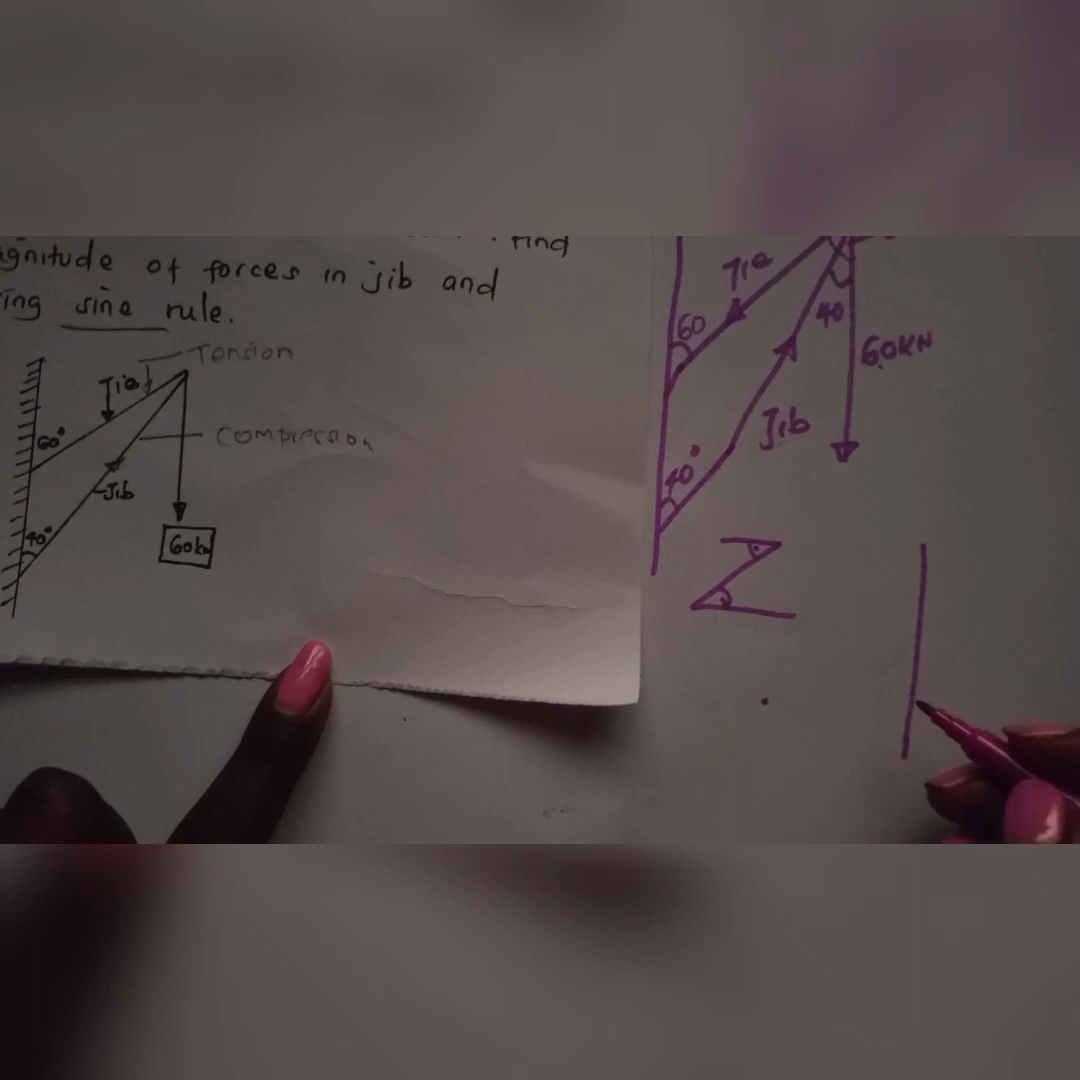 find
gnitude of forces in jib and
ing sine rule.
Tension
Tie
60°
compression
Jib
40°
60kN
Tie
60
40
60KN
Jib
40°